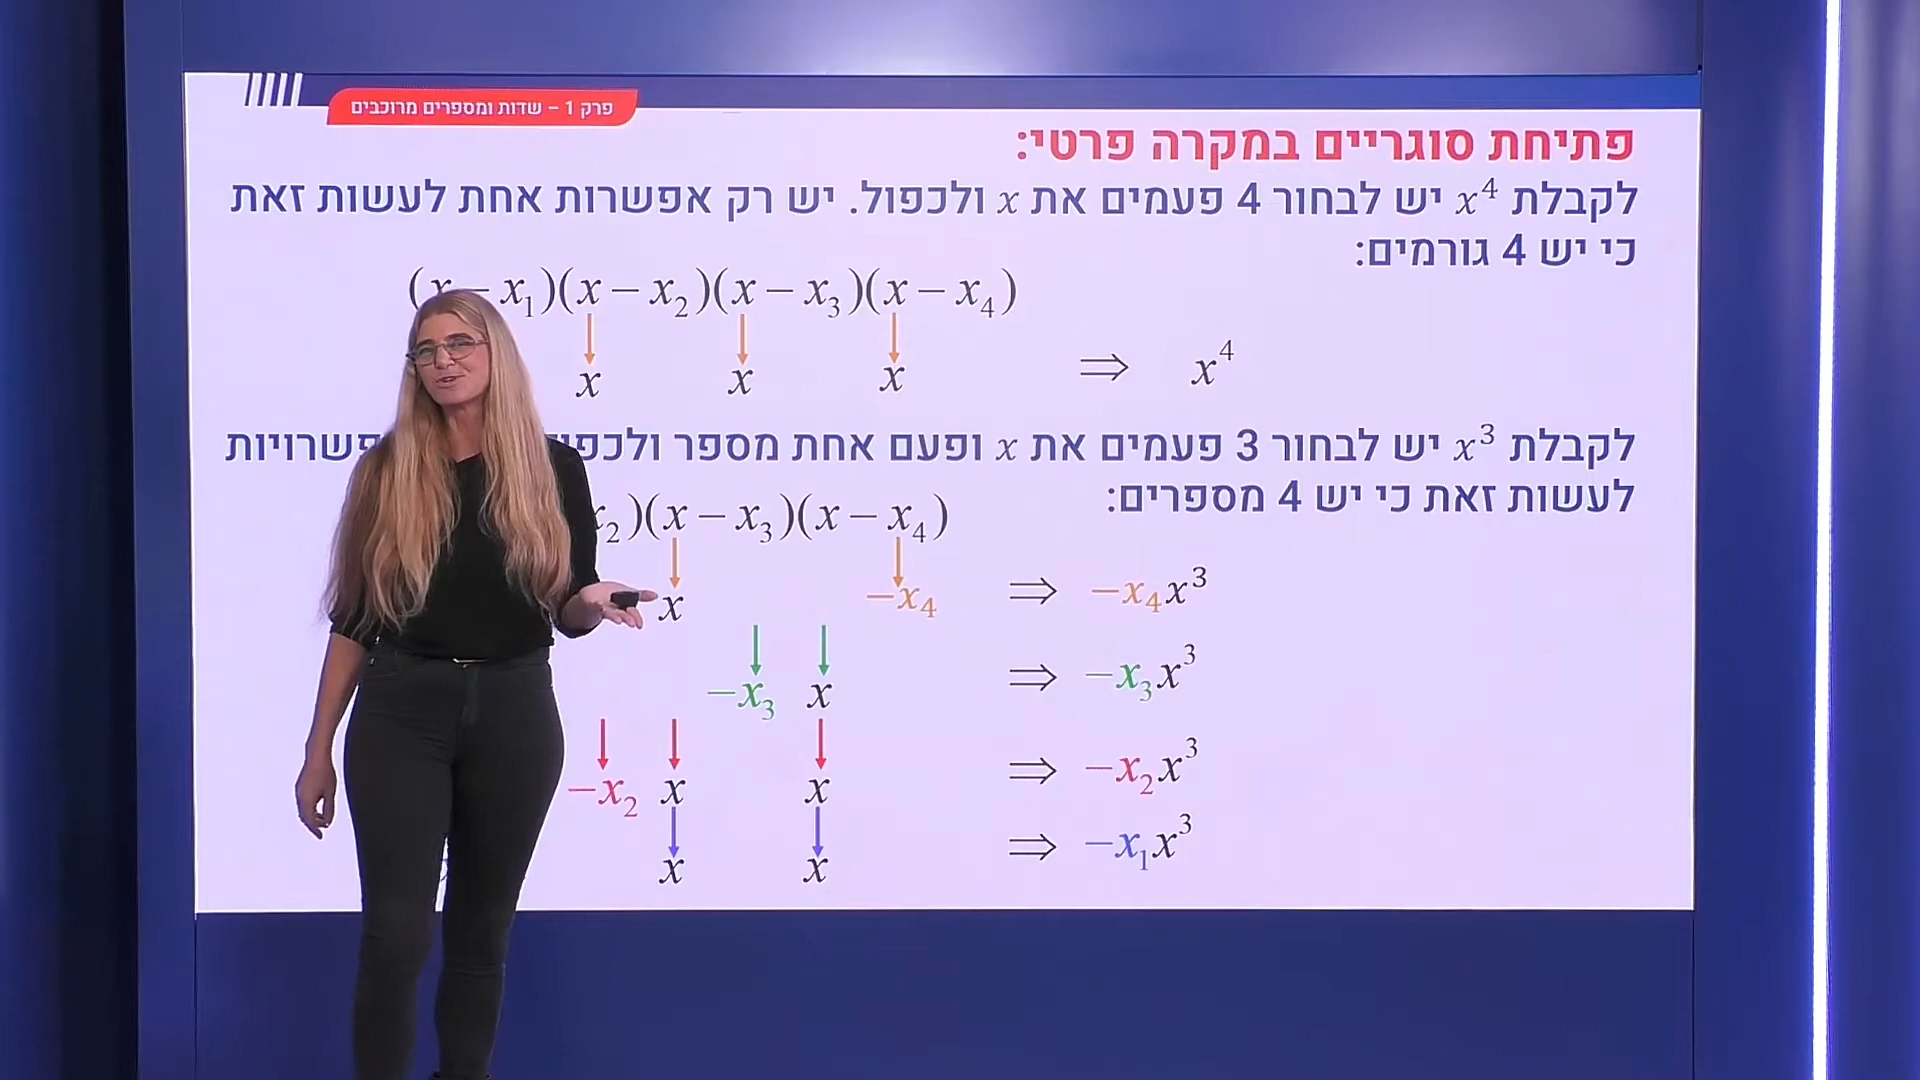 פרק 1 – שדות ומספרים מרוכבים
פתיחת סוגריים במקרה פרטי:
לקבלת x⁴ יש לבחור 4 פעמים את x ולכפול. יש רק אפשרות אחת לעשות זאת
כי יש 4 גורמים:
(x − x₁)(x − x₂)(x − x₃)(x − x₄)
x x x ⇒ x⁴
לקבלת x³ יש לבחור 3 פעמים את x ופעם אחת מספר
לעשות זאת כי יש 4 מספרים:
x₂)(x − x₃)(x − x₄)
x −x₄ ⇒ −x₄x³
−x₃ x ⇒ −x₃x³
−x₂ x x ⇒ −x₂x³
x x ⇒ −x₁x³